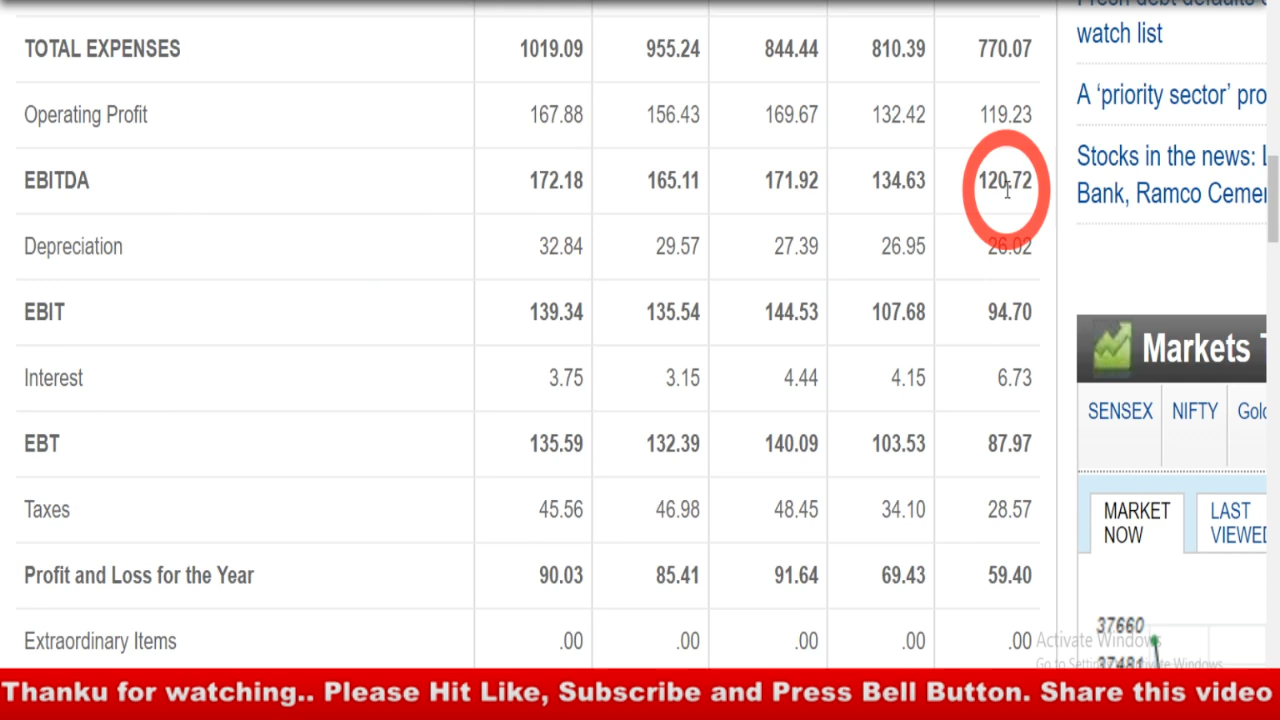 watch list
TOTAL EXPENSES 1019.09 955.24 844.44 810.39 770.07
A ‘priority sector’ pro
Operating Profit 167.88 156.43 169.67 132.42 119.23
Stocks in the news: L
EBITDA 172.18 165.11 171.92 134.63 120.72
Bank, Ramco Cemen
Depreciation 32.84 29.57 27.39 26.95 26.02
EBIT 139.34 135.54 144.53 107.68 94.70
Markets
Interest 3.75 3.15 4.44 4.15 6.73
SENSEX NIFTY Gold
EBT 135.59 132.39 140.09 103.53 87.97
Taxes 45.56 46.98 48.45 34.10 28.57
MARKET NOW
LAST VIEWED
Profit and Loss for the Year 90.03 85.41 91.64 69.43 59.40
37660
Extraordinary Items .00 .00 .00 .00 .00
Activate Windows
37481
Thanku for watching.. Please Hit Like, Subscribe and Press Bell Button. Share this video